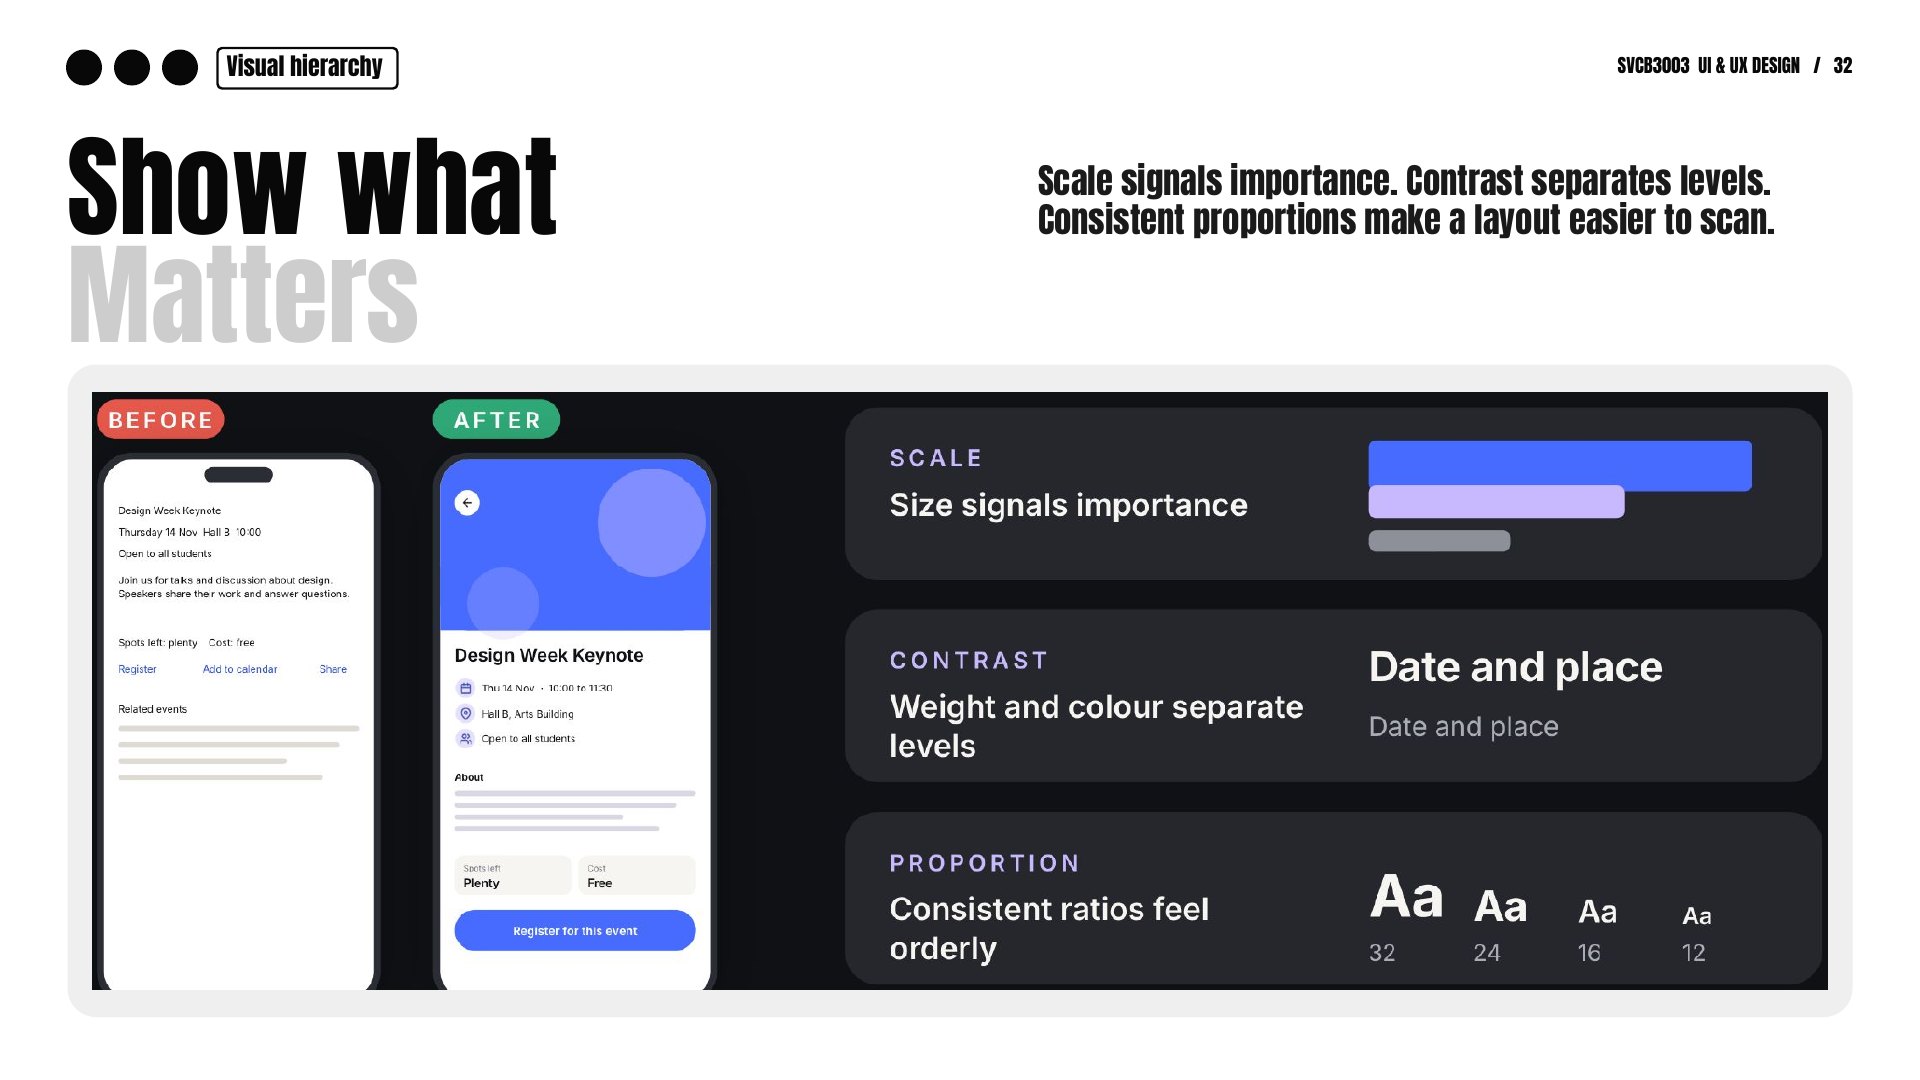 Visual hierarchy
SVCB3003 UI & UX DESIGN / 32
Show what
Matters
Scale signals importance. Contrast separates levels.
Consistent proportions make a layout easier to scan.
BEFORE
Design Week Keynote
Thursday 14 Nov Hall B 10:00
Open to all students
Join us for talks and discussion about design.
Speakers share their work and answer questions.
Spots left: plenty Cost: free
Register Add to calendar Share
Related events
AFTER
Design Week Keynote
Thu 14 Nov · 10:00 to 11:30
Hall B, Arts Building
Open to all students
About
Spots left Cost
Plenty Free
Register for this event
SCALE
Size signals importance
CONTRAST
Weight and colour separate
levels
Date and place
Date and place
PROPORTION
Consistent ratios feel
orderly
Aa Aa Aa Aa
32 24 16 12